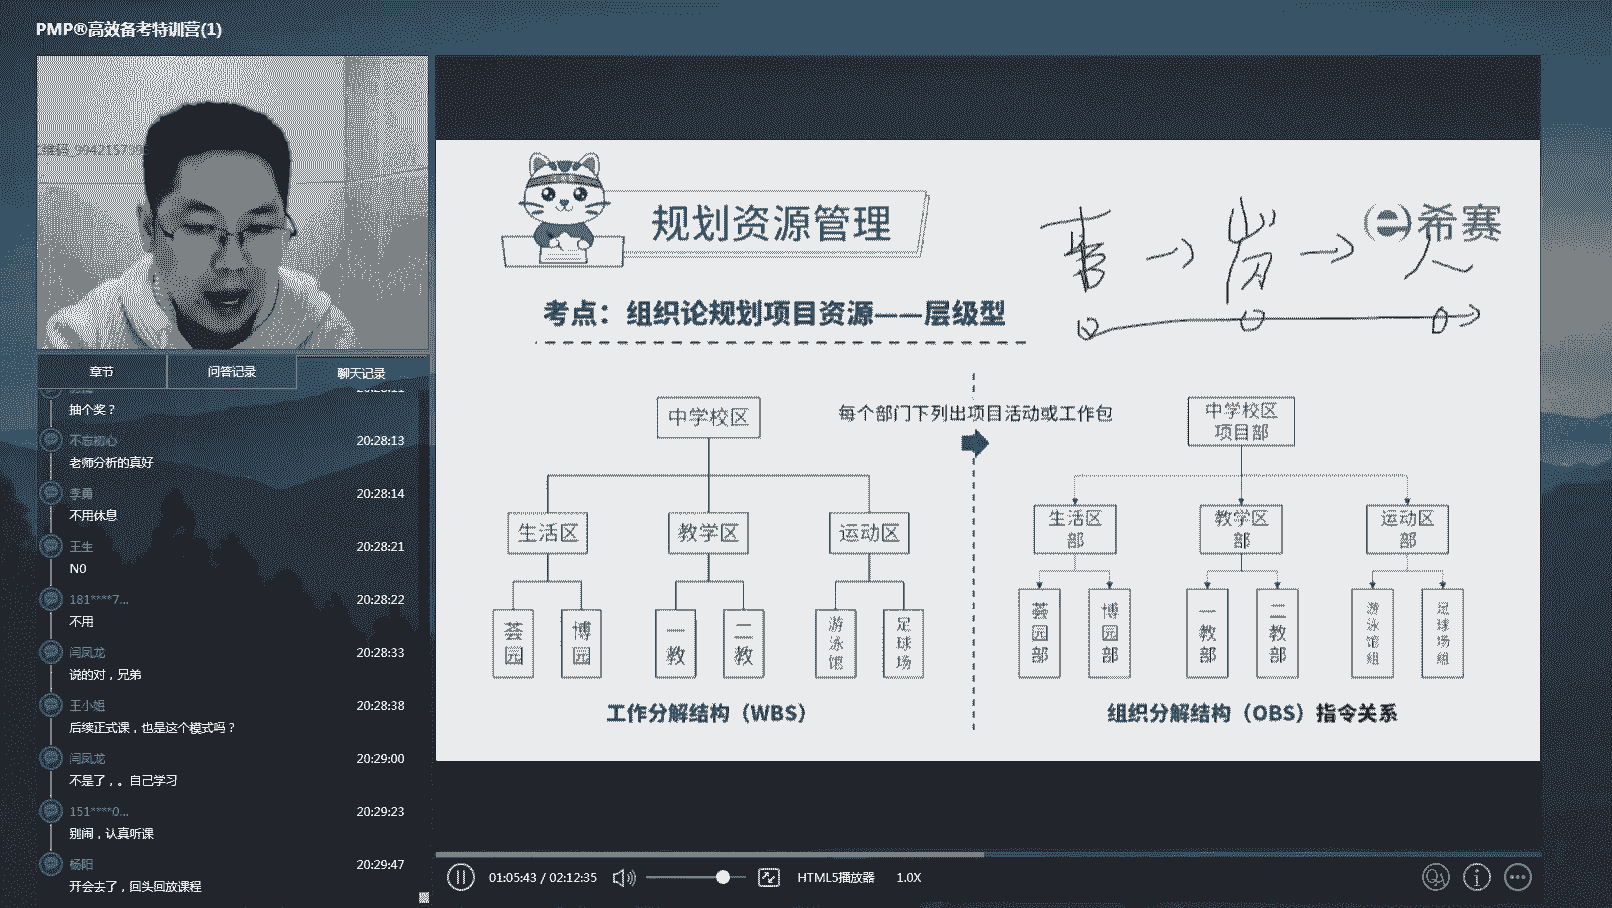 PMP®高效备考特训营(1)
维码_9942157
章节
问答记录
聊天记录
抽个奖？
不忘初心
20:28:13
老师分析的真好
李勇
20:28:14
不用休息
王生
20:28:21
NO
181****7...
20:28:22
不用
闫凤龙
20:28:33
说的对，兄弟
王小姐
20:28:38
后续正式课，也是这个模式吗？
闫凤龙
20:29:00
不是了，。自己学习
151****0...
20:29:23
别闹，认真听课
杨阳
20:29:47
开会去了，回头回放课程
规划资源管理
事→岗→人
希赛
考点：组织论规划项目资源——层级型
中学校区
每个部门下列出项目活动或工作包
中学校区
项目部
生活区
教学区
运动区
生活区
部
教学区
部
运动区
部
荟园
博园
一教
二教
游泳馆
足球场
荟园部
博园部
一教部
二教部
游泳馆组
足球场组
工作分解结构（WBS）
组织分解结构（OBS）指令关系
01:05:43 / 02:12:35
HTML5播放器
1.0X
QA